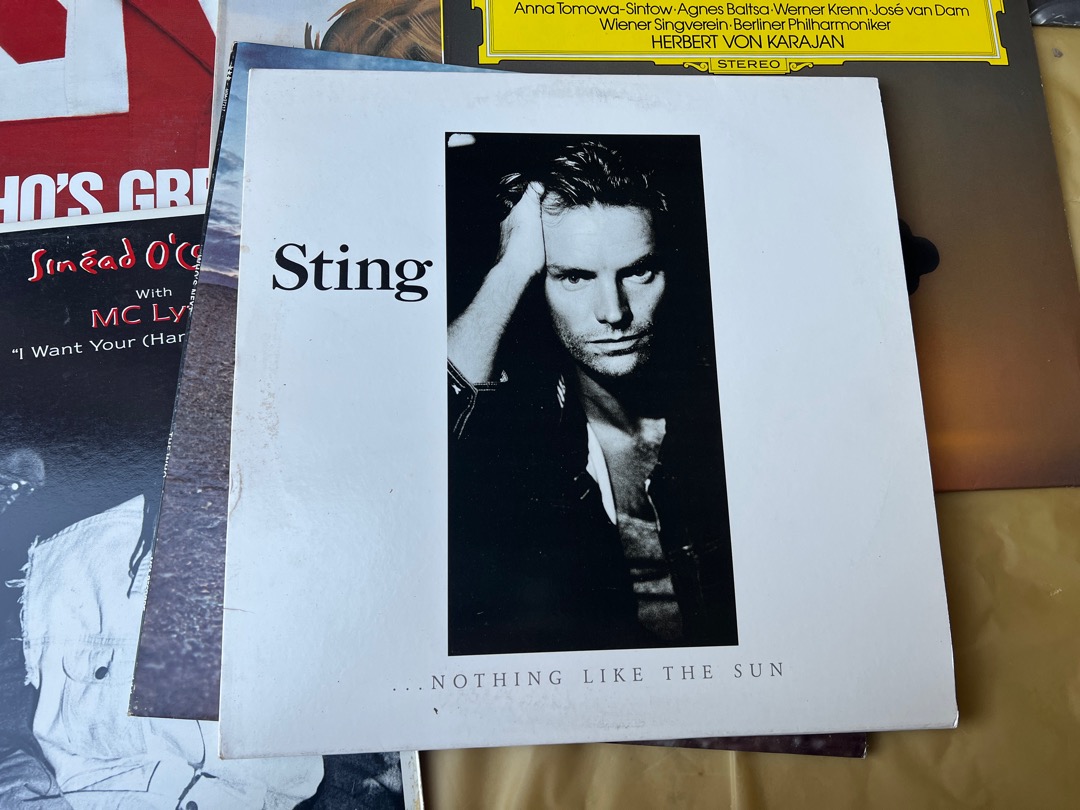 Anna Tomowa-Sintow·Agnes Baltsa·Werner Krenn·José van Dam
Wiener Singverein·Berliner Philharmoniker
HERBERT VON KARAJAN
STEREO
HO'S GRE
Sinéad O'C
With
MC Ly
"I Want Your (Han
Sting
...NOTHING LIKE THE SUN